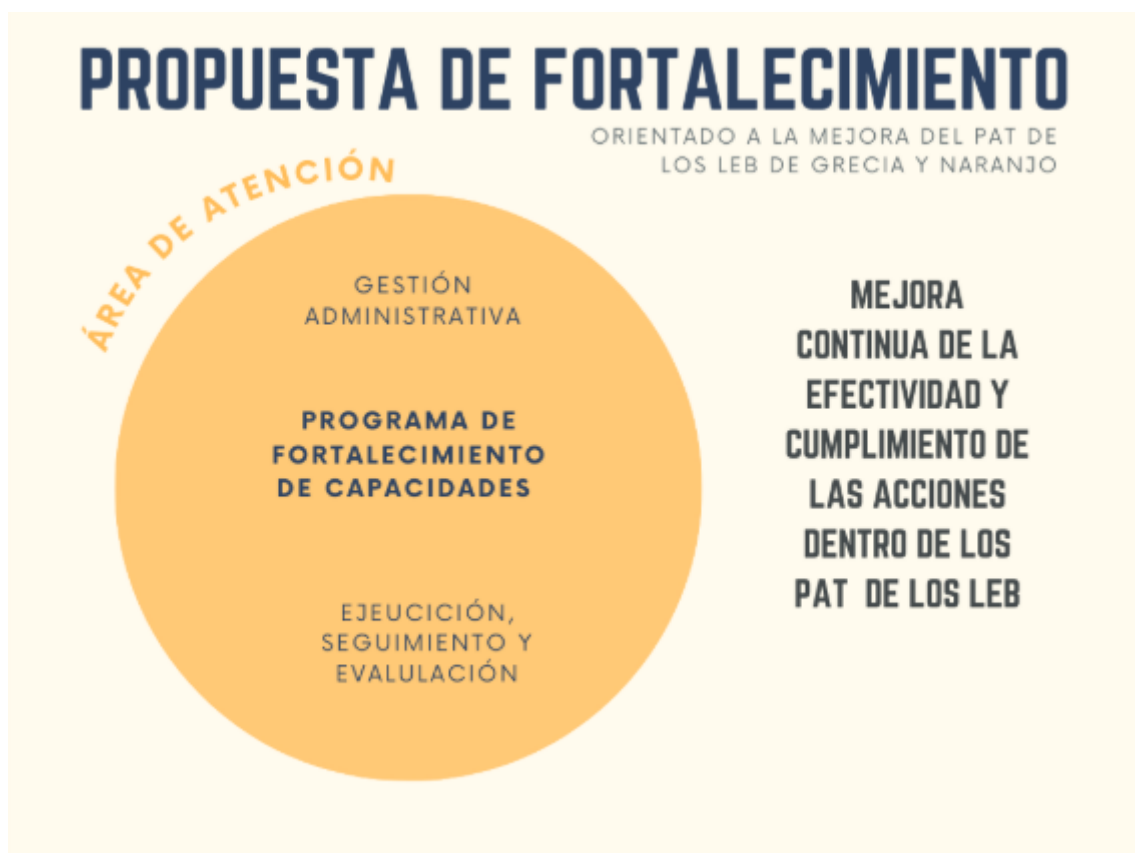 PROPUESTA DE FORTALECIMIENTO
ORIENTADO A LA MEJORA DEL PAT DE
LOS LEB DE GRECIA Y NARANJO
ÁREA DE ATENCIÓN
GESTIÓN
ADMINISTRATIVA
PROGRAMA DE
FORTALECIMIENTO
DE CAPACIDADES
EJEUCICIÓN,
SEGUIMIENTO Y
EVALULACIÓN
MEJORA
CONTINUA DE LA
EFECTIVIDAD Y
CUMPLIMIENTO DE
LAS ACCIONES
DENTRO DE LOS
PAT DE LOS LEB